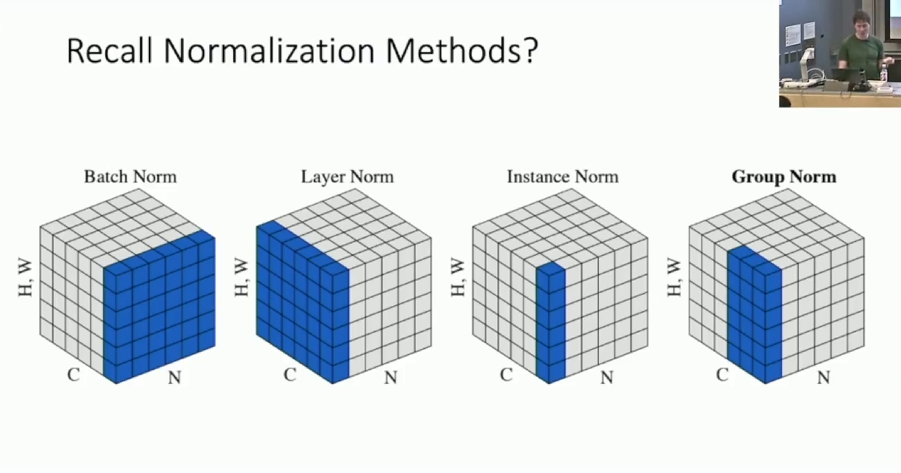 Recall Normalization Methods?
Batch Norm
Layer Norm
Instance Norm
Group Norm
H, W
C
N
H, W
C
N
H, W
C
N
H, W
C
N